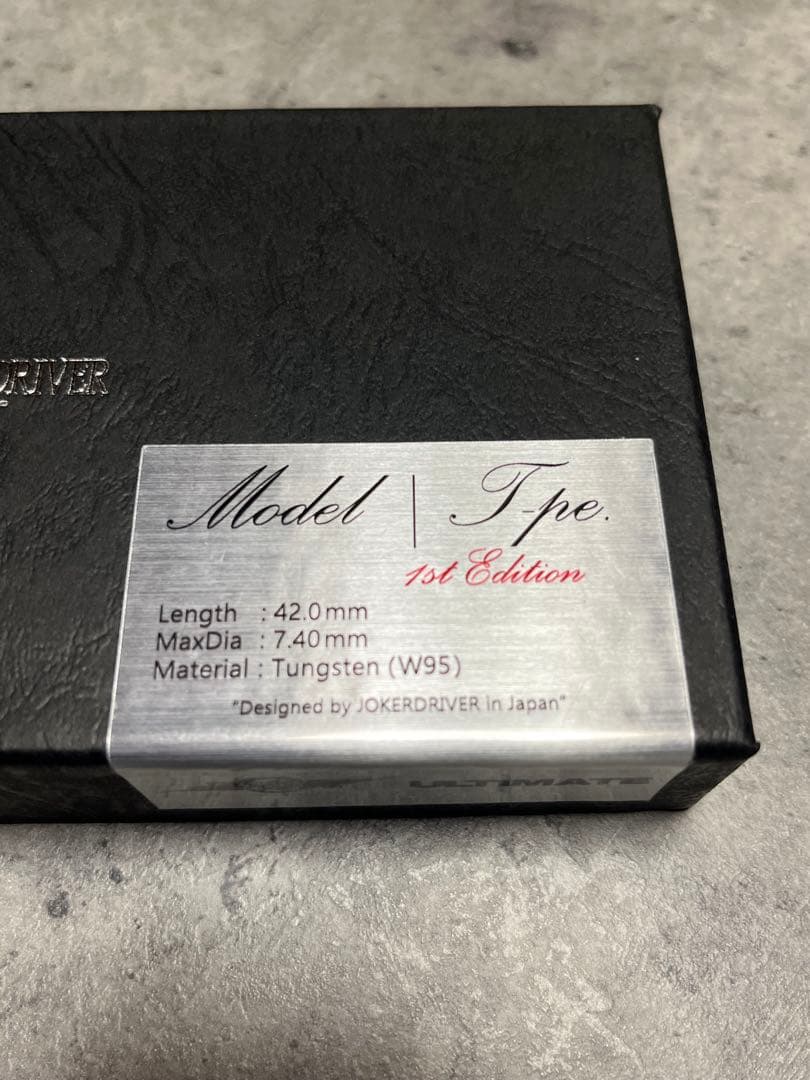 DRIVER
Model | T-pe.
1st Edition
Length : 42.0mm
MaxDia : 7.40mm
Material : Tungsten (W95)
"Designed by JOKERDRIVER in Japan"
ULTIMATE